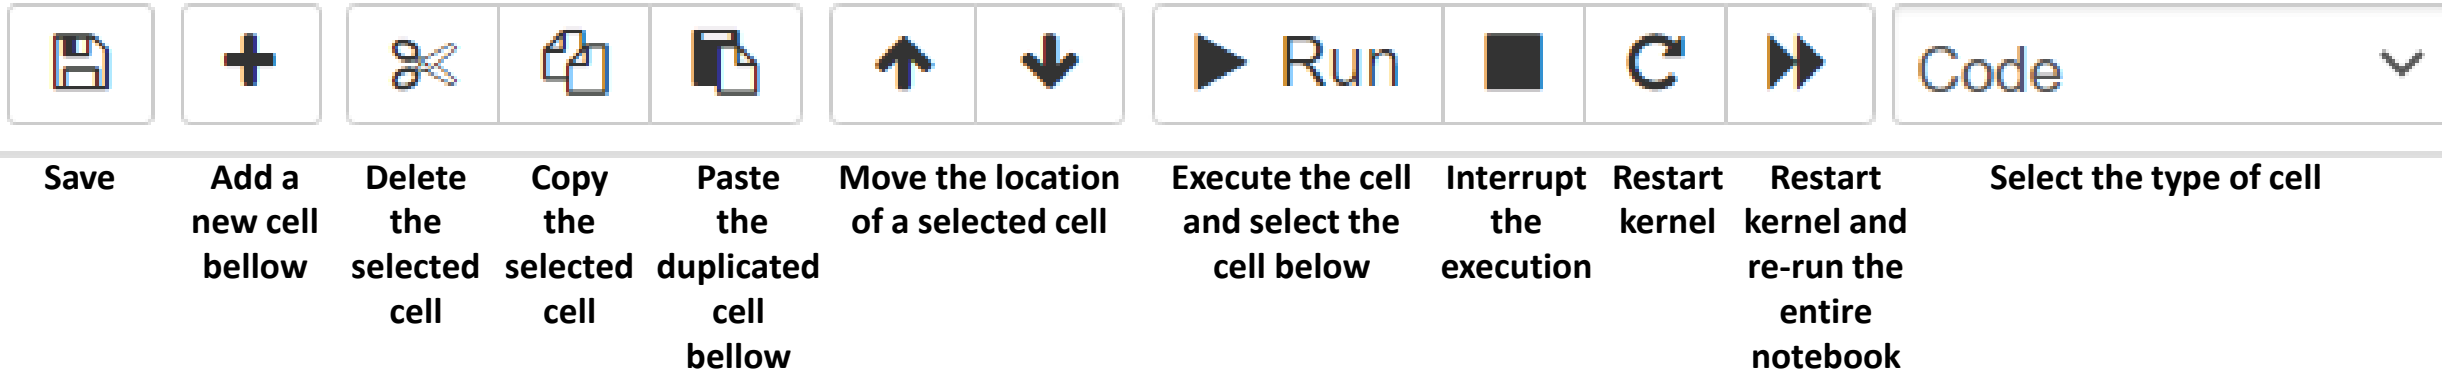 Run
Code
Save
Add a
new cell
bellow
Delete
the
selected
cell
Copy
the
selected
cell
Paste
the
duplicated
cell
bellow
Move the location
of a selected cell
Execute the cell
and select the
cell below
Interrupt
the
execution
Restart
kernel
Restart
kernel and
re-run the
entire
notebook
Select the type of cell